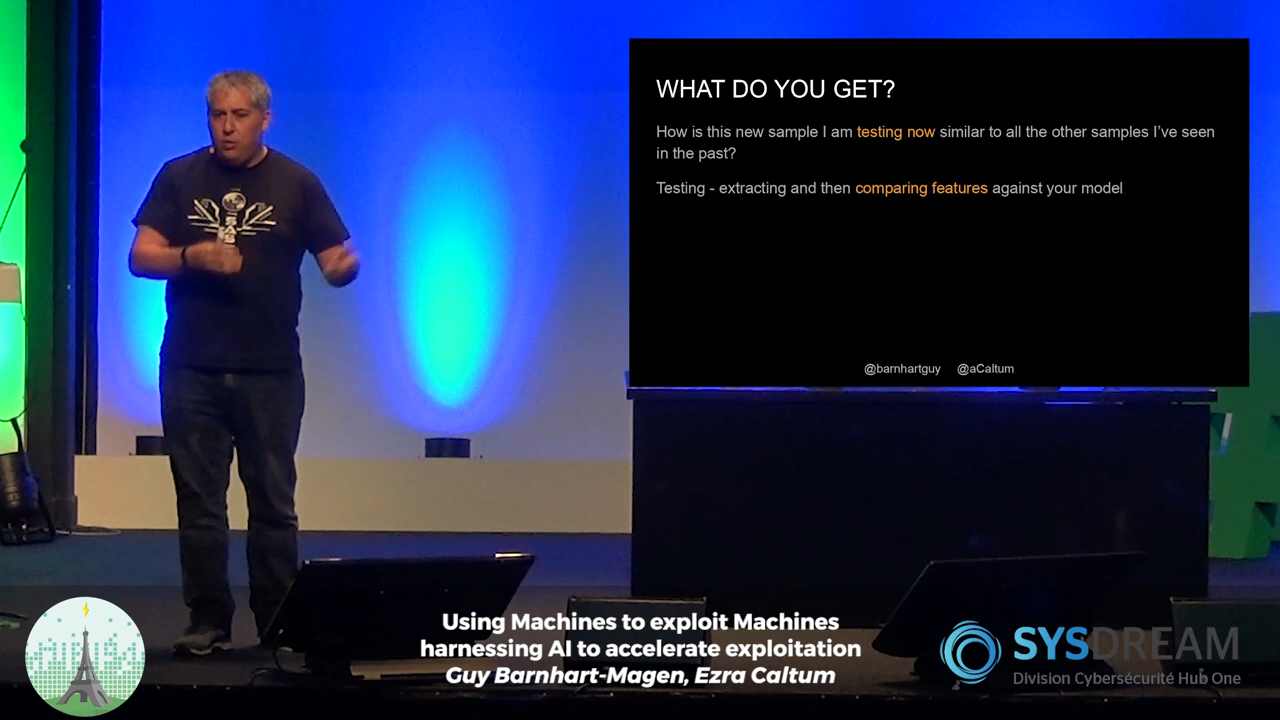 WHAT DO YOU GET?
How is this new sample I am testing now similar to all the other samples I've seen
in the past?
Testing - extracting and then comparing features against your model
@barnhartguy @aCaltum
SAS
Using Machines to exploit Machines
harnessing AI to accelerate exploitation
Guy Barnhart-Magen, Ezra Caltum
SYSDREAM
Division Cybersécurité Hub One